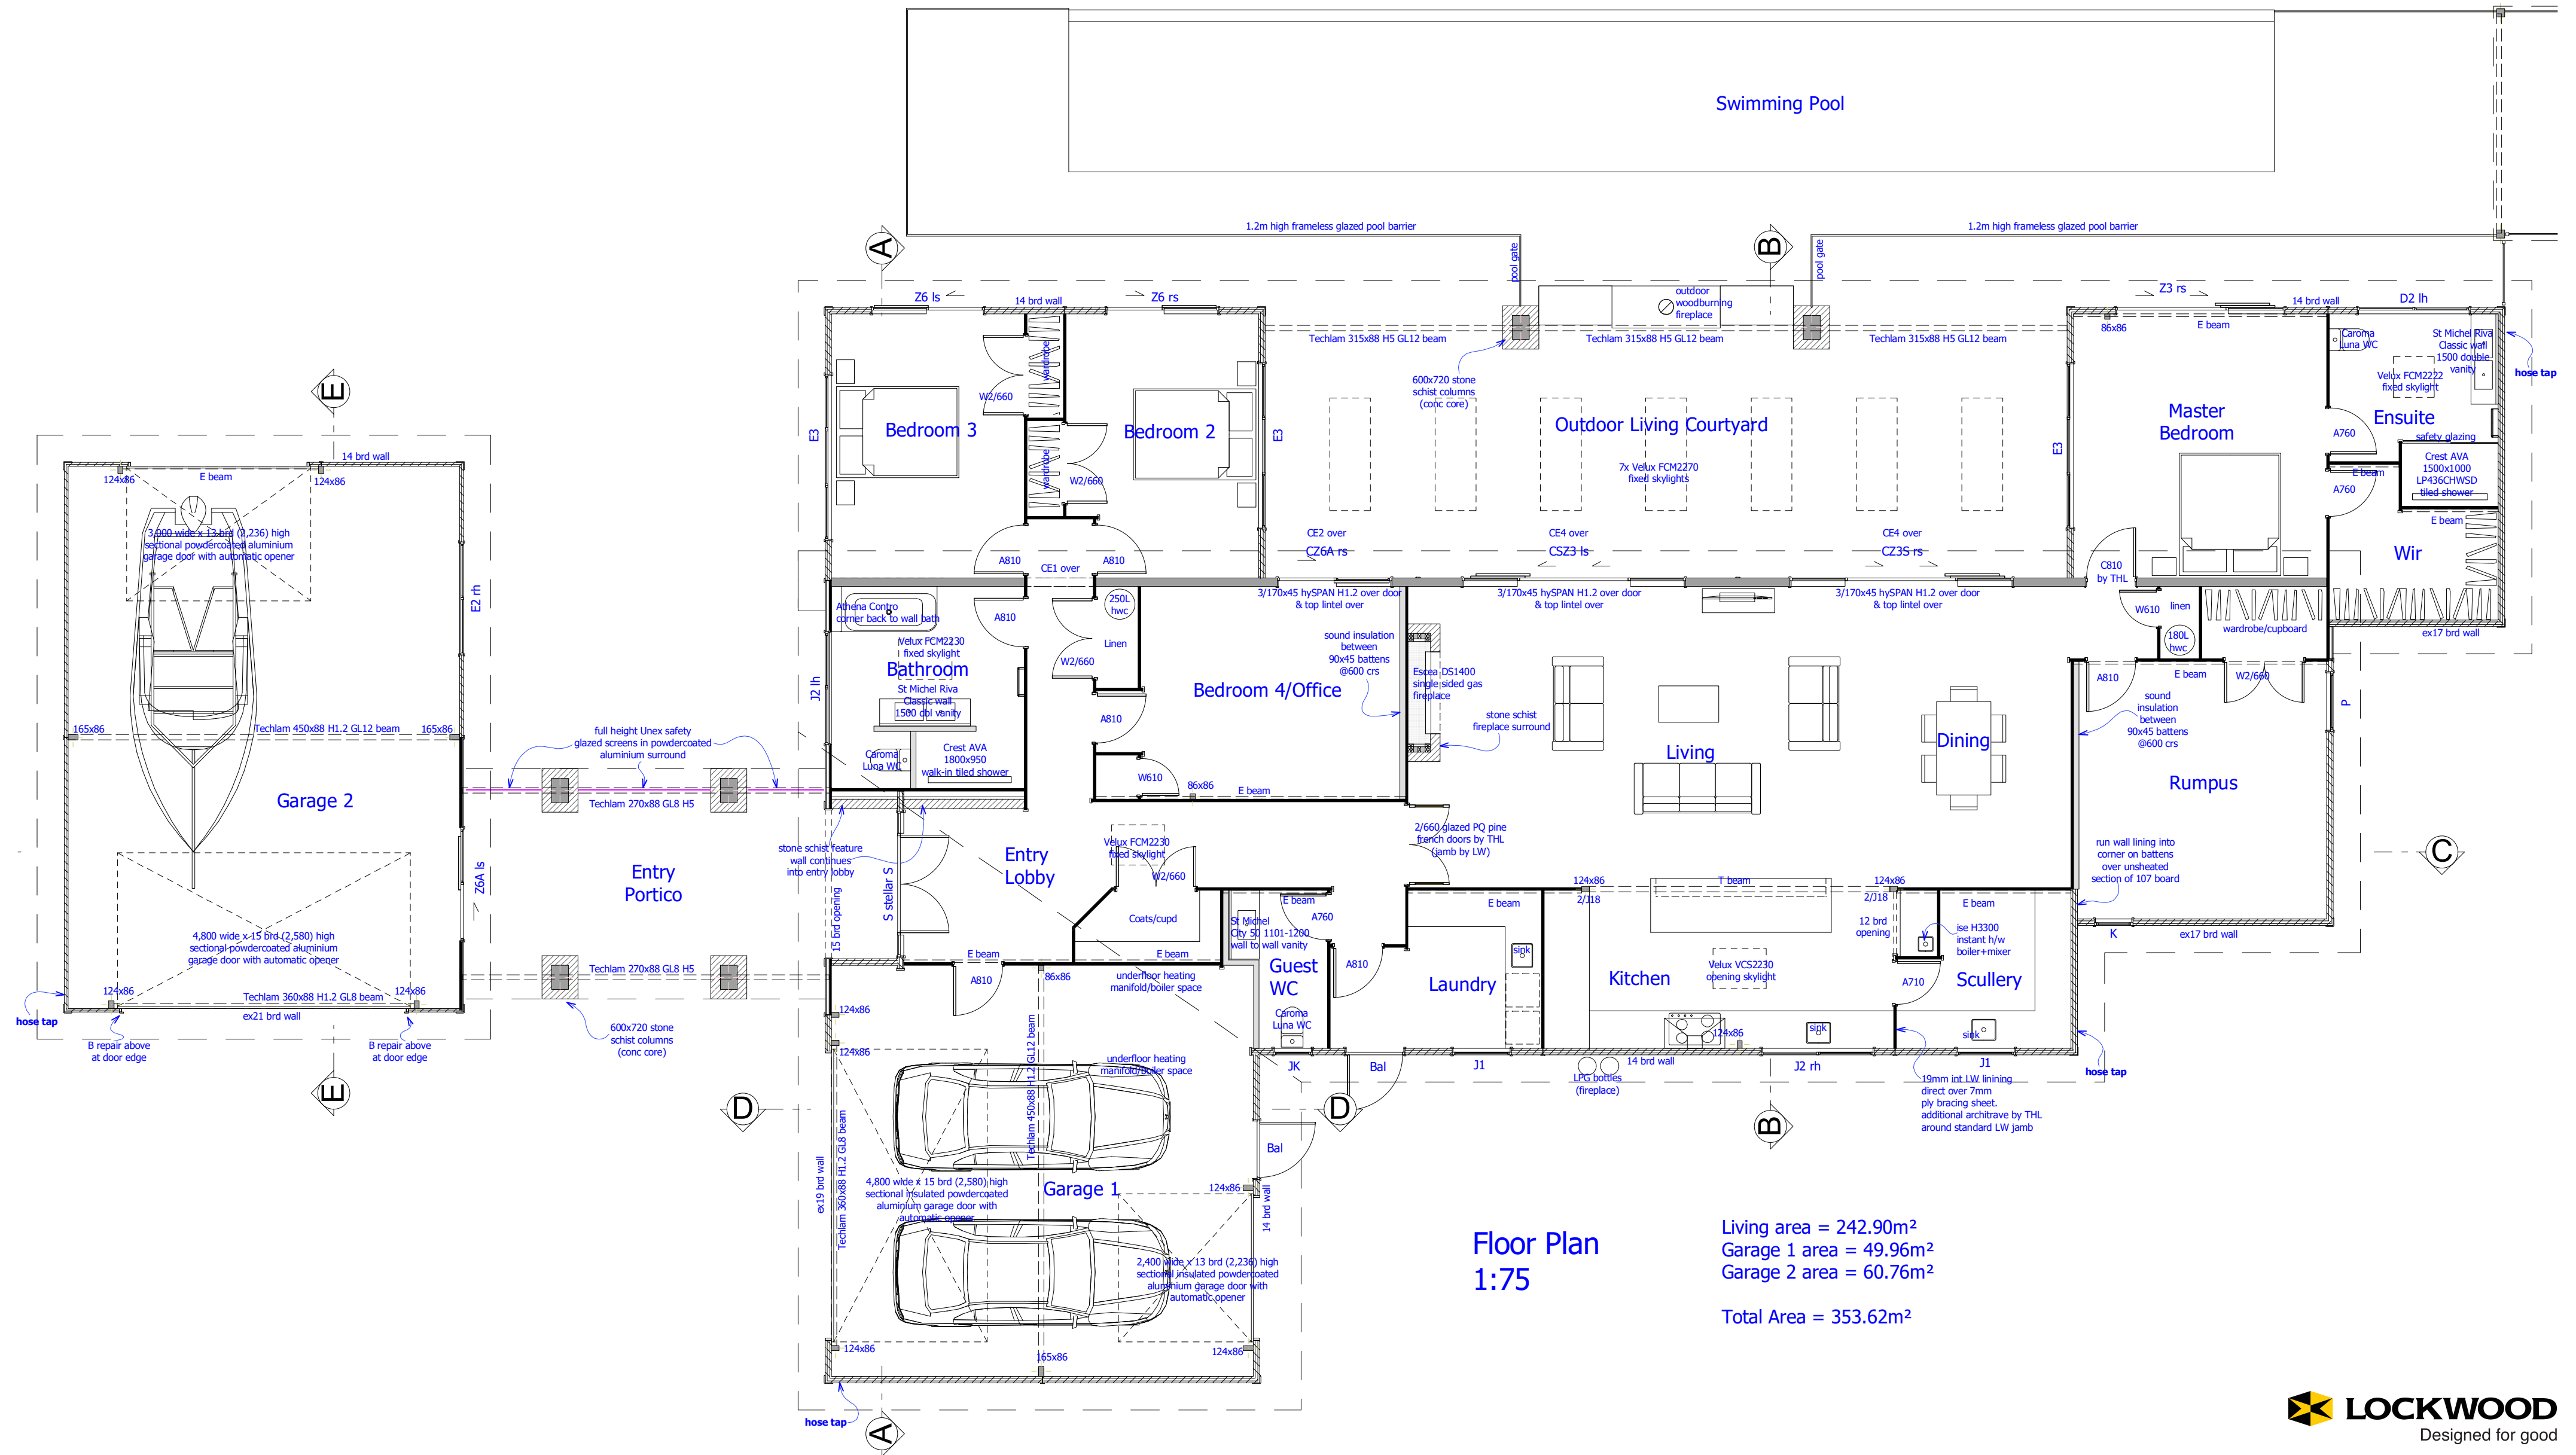 Swimming Pool
1.2m high frameless glazed pool barrier
1.2m high frameless glazed pool barrier
pool gate
pool gate
A
B
Z6 ls
14 brd wall
Z6 rs
outdoor
woodburning
fireplace
Z3 rs
14 brd wall
D2 lh
Techlam 315x88 H5 GL12 beam
Techlam 315x88 H5 GL12 beam
Techlam 315x88 H5 GL12 beam
86x86
E beam
Caroma
Luna WC
St Michel Riva
Classic wall
1500 double
vanity
Velux FCM2222
fixed skylight
hose tap
600x720 stone
schist columns
(conc core)
wardrobe
W2/660
E3
Bedroom 3
Bedroom 2
E3
Outdoor Living Courtyard
7x Velux FCM2270
fixed skylights
E3
Master
Bedroom
Ensuite
A760
safety glazing
E beam
Crest AVA
1500x1000
LP436CHWSD
tiled shower
A760
E beam
Wir
wardrobe
W2/660
E
14 brd wall
E beam
124x86
124x86
3,000 wide x 13 brd (2,236) high
sectional powdercoated aluminium
garage door with automatic opener
E2 rh
CE2 over
CZ6A rs
CE4 over
CSZ3 ls
CE4 over
CZ3S rs
A810
CE1 over
A810
C810
by THL
3/170x45 hySPAN H1.2 over door
& top lintel over
3/170x45 hySPAN H1.2 over door
& top lintel over
3/170x45 hySPAN H1.2 over door
& top lintel over
Athena Contro
corner back to wall bath
A810
250L
hwc
Linen
W2/660
Velux FCM2230
fixed skylight
Bathroom
St Michel Riva
Classic wall
1500 dbl vanity
J2 lh
Caroma
Luna WC
Crest AVA
1800x950
walk-in tiled shower
Bedroom 4/Office
A810
W610
86x86
E beam
sound insulation
between
90x45 battens
@600 crs
Escea DS1400
single sided gas
fireplace
stone schist
fireplace surround
Living
Dining
W610
linen
180L
hwc
wardrobe/cupboard
ex17 brd wall
A810
E beam
W2/660
sound
insulation
between
90x45 battens
@600 crs
P
Rumpus
run wall lining into
corner on battens
over unsheated
section of 107 board
C
K
ex17 brd wall
165x86
Techlam 450x88 H1.2 GL12 beam
165x86
Garage 2
full height Unex safety
glazed screens in powdercoated
aluminium surround
Techlam 270x88 GL8 H5
Entry
Portico
Z6A ls
4,800 wide x 15 brd (2,580) high
sectional powdercoated aluminium
garage door with automatic opener
124x86
Techlam 360x88 H1.2 GL8 beam
124x86
ex21 brd wall
hose tap
B repair above
at door edge
B repair above
at door edge
E
Techlam 270x88 GL8 H5
600x720 stone
schist columns
(conc core)
stone schist feature
wall continues
into entry lobby
15 brd opening
S stellar S
Entry
Lobby
Velux FCM2230
fixed skylight
W2/660
Coats/cupd
E beam
E beam
2/660 glazed PQ pine
french doors by THL
(jamb by LW)
E beam
St Michel
City 50 1101-1200
wall to wall vanity
A760
Guest
WC
Caroma
Luna WC
A810
E beam
sink
Laundry
124x86
2/J18
T beam
124x86
2/J18
12 brd
opening
E beam
ise H3300
instant h/w
boiler+mixer
Kitchen
Velux VCS2230
opening skylight
A710
Scullery
124x86
sink
sink
JK
Bal
J1
LPG bottles
(fireplace)
14 brd wall
J2 rh
J1
hose tap
19mm int LW linining
direct over 7mm
ply bracing sheet.
additional architrave by THL
around standard LW jamb
B
A810
86x86
underfloor heating
manifold/boiler space
124x86
124x86
underfloor heating
manifold/boiler space
D
D
Bal
Techlam 450x88 H1.2 GL12 beam
Techlam 360x88 H1.2 GL8 beam
ex19 brd wall
4,800 wide x 15 brd (2,580) high
sectional insulated powdercoated
aluminium garage door with
automatic opener
Garage 1
124x86
14 brd wall
2,400 wide x 13 brd (2,236) high
sectional insulated powdercoated
aluminium garage door with
automatic opener
124x86
165x86
124x86
hose tap
A
Floor Plan
1:75
Living area = 242.90m²
Garage 1 area = 49.96m²
Garage 2 area = 60.76m²
Total Area = 353.62m²
LOCKWOOD
Designed for good